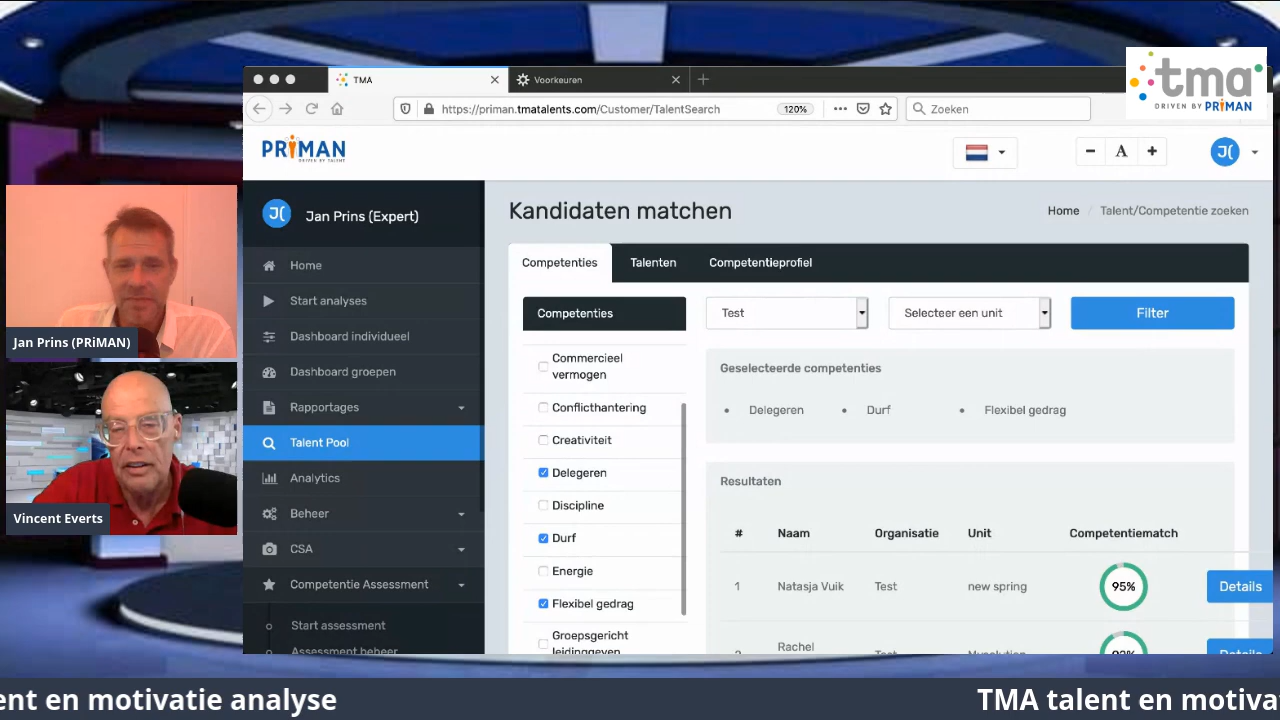 TMA
Voorkeuren
https://priman.tmatalents.com/Customer/TalentSearch
120%
Zoeken
tma
DRIVEN BY PRiMAN
PRiMAN
DRIVEN BY TALENT
A
J(
J(
Jan Prins (Expert)
Kandidaten matchen
Home / Talent/Competentie zoeken
Home
Start analyses
Dashboard individueel
Dashboard groepen
Rapportages
Talent Pool
Analytics
Beheer
CSA
Competentie Assessment
Start assessment
Assessment beheer
Competenties
Talenten
Competentieprofiel
Competenties
Commercieel
vermogen
Conflicthantering
Creativiteit
Delegeren
Discipline
Durf
Energie
Flexibel gedrag
Groepsgericht
leidinggeven
Test
Selecteer een unit
Filter
Geselecteerde competenties
Delegeren
Durf
Flexibel gedrag
Resultaten
# Naam Organisatie Unit Competentiematch
1 Natasja Vuik Test new spring 95% Details
Rachel
Jan Prins (PRiMAN)
Vincent Everts
ent en motivatie analyse
TMA talent en motiva